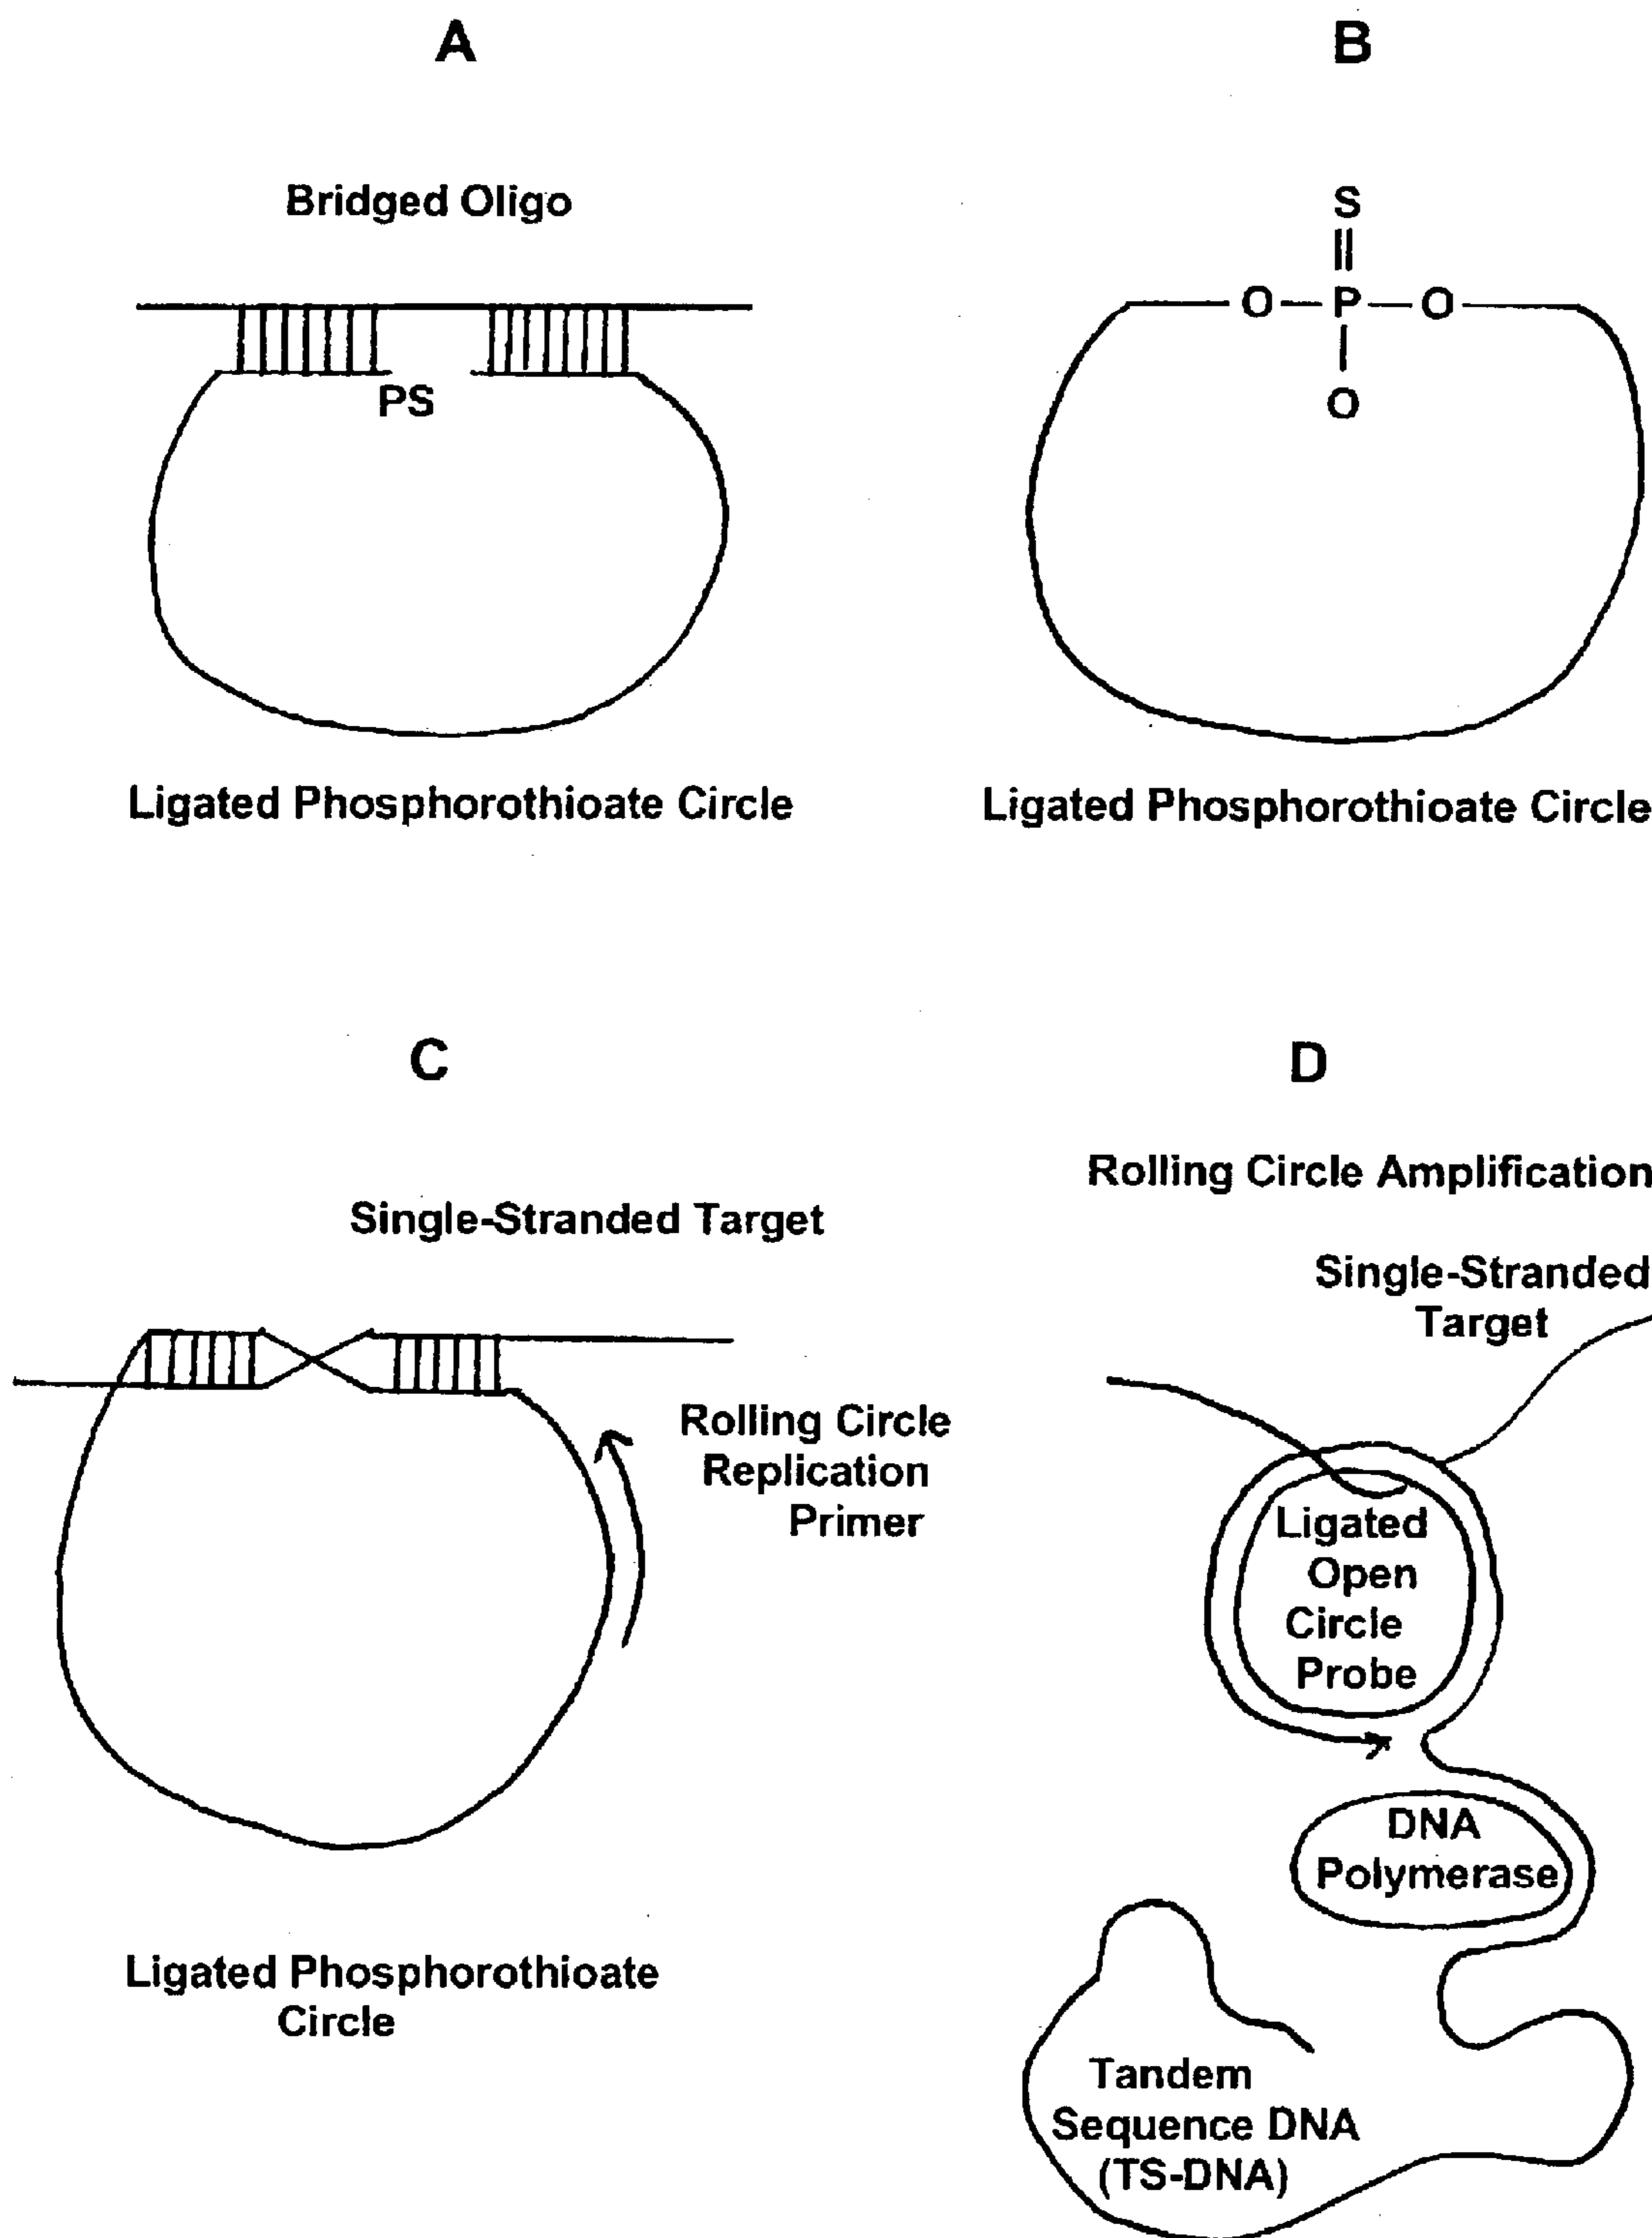 A
B
Bridged Oligo
PS
S
O
P
O
O
Ligated Phosphorothioate Circle
Ligated Phosphorothioate Circle
C
D
Single-Stranded Target
Rolling Circle
Replication
Primer
Ligated Phosphorothioate
Circle
Rolling Circle Amplification
Single-Stranded
Target
Ligated
Open
Circle
Probe
DNA
Polymerase
Tandem
Sequence DNA
(TS-DNA)